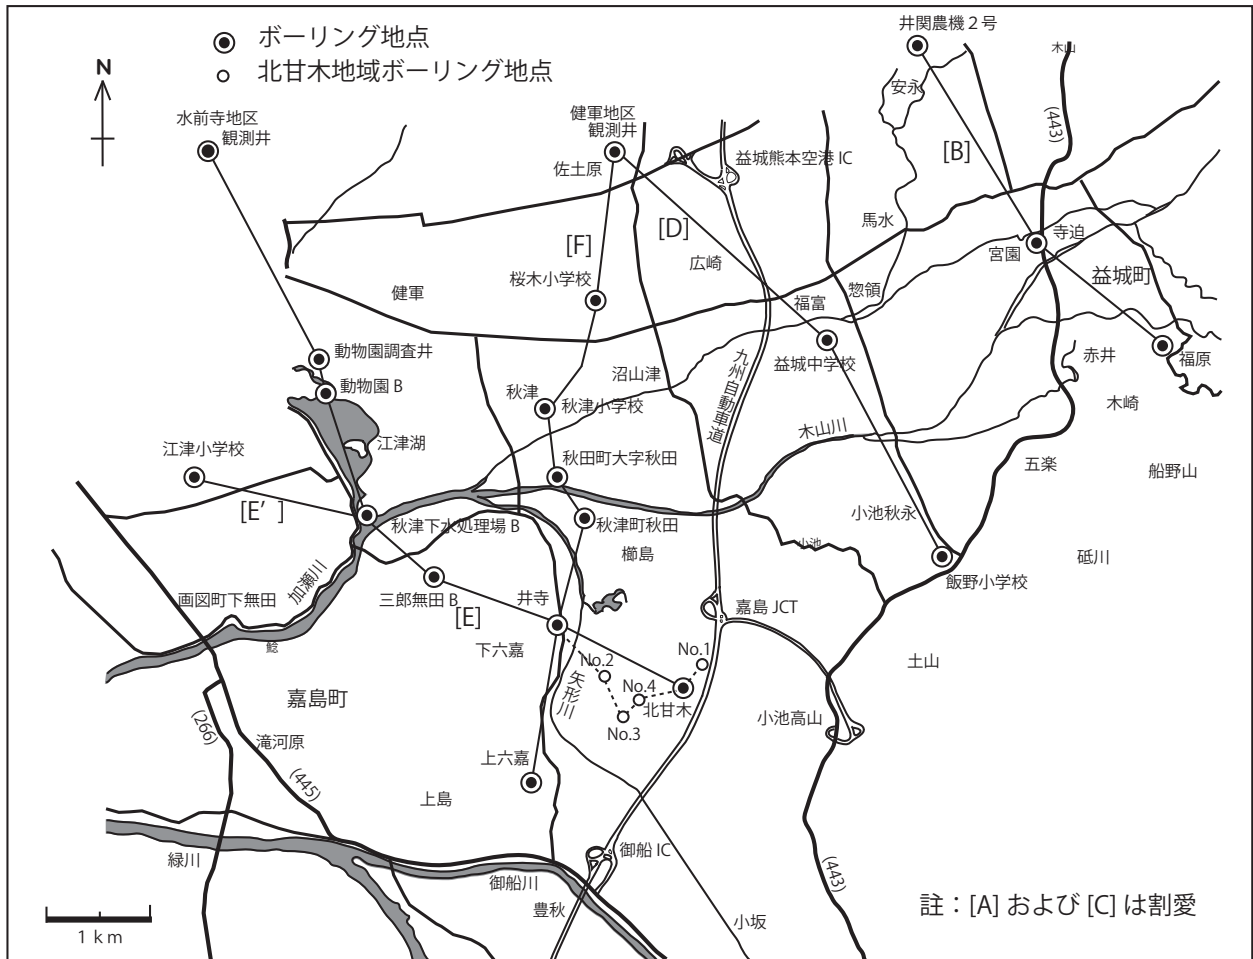 井関農機２号
ボーリング地点
北甘木地域ボーリング地点
木山
N
安永
(443)
水前寺地区
観測井
健軍地区
観測井
佐土原
益城熊本空港 IC
[B]
馬水
[D]
[F]
寺迫
宮園
広崎
益城町
桜木小学校
健軍
惣領
福富
動物園調査井
益城中学校
赤井
福原
動物園 B
沼山津
九州自動車道
秋津
秋津小学校
木崎
江津湖
木山川
江津小学校
秋田町大字秋田
五楽
船野山
[E′ ]
秋津下水処理場 B
秋津町秋田
小池秋永
小池
櫛島
砥川
飯野小学校
加瀬川
画図町下無田
三郎無田 B
井寺
[E]
嘉島 JCT
鯰
下六嘉
No.1
No.2
土山
矢形川
No.4
北甘木
嘉島町
小池高山
No.3
(266)
滝河原
上六嘉
(445)
上島
緑川
御船 IC
御船川
(443)
豊秋
註：[A] および [C] は割愛
小坂
1 k m